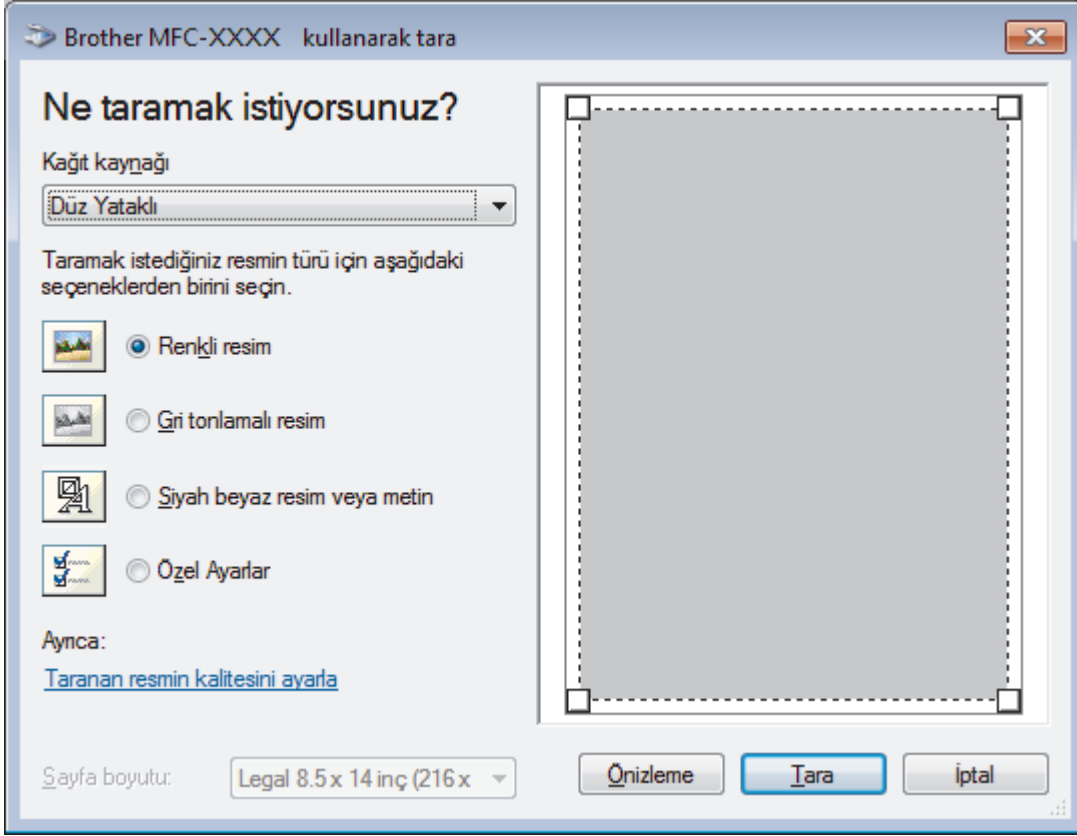 Brother MFC-XXXX kullanarak tara
Ne taramak istiyorsunuz?
Kağıt kaynağı
Düz Yataklı
Taramak istediğiniz resmin türü için aşağıdaki
seçeneklerden birini seçin.
Renkli resim
Gri tonlamalı resim
Siyah beyaz resim veya metin
Özel Ayarlar
Ayrıca:
Taranan resmin kalitesini ayarla
Sayfa boyutu:
Legal 8.5 x 14 inç (216 x
Önizleme
Tara
İptal